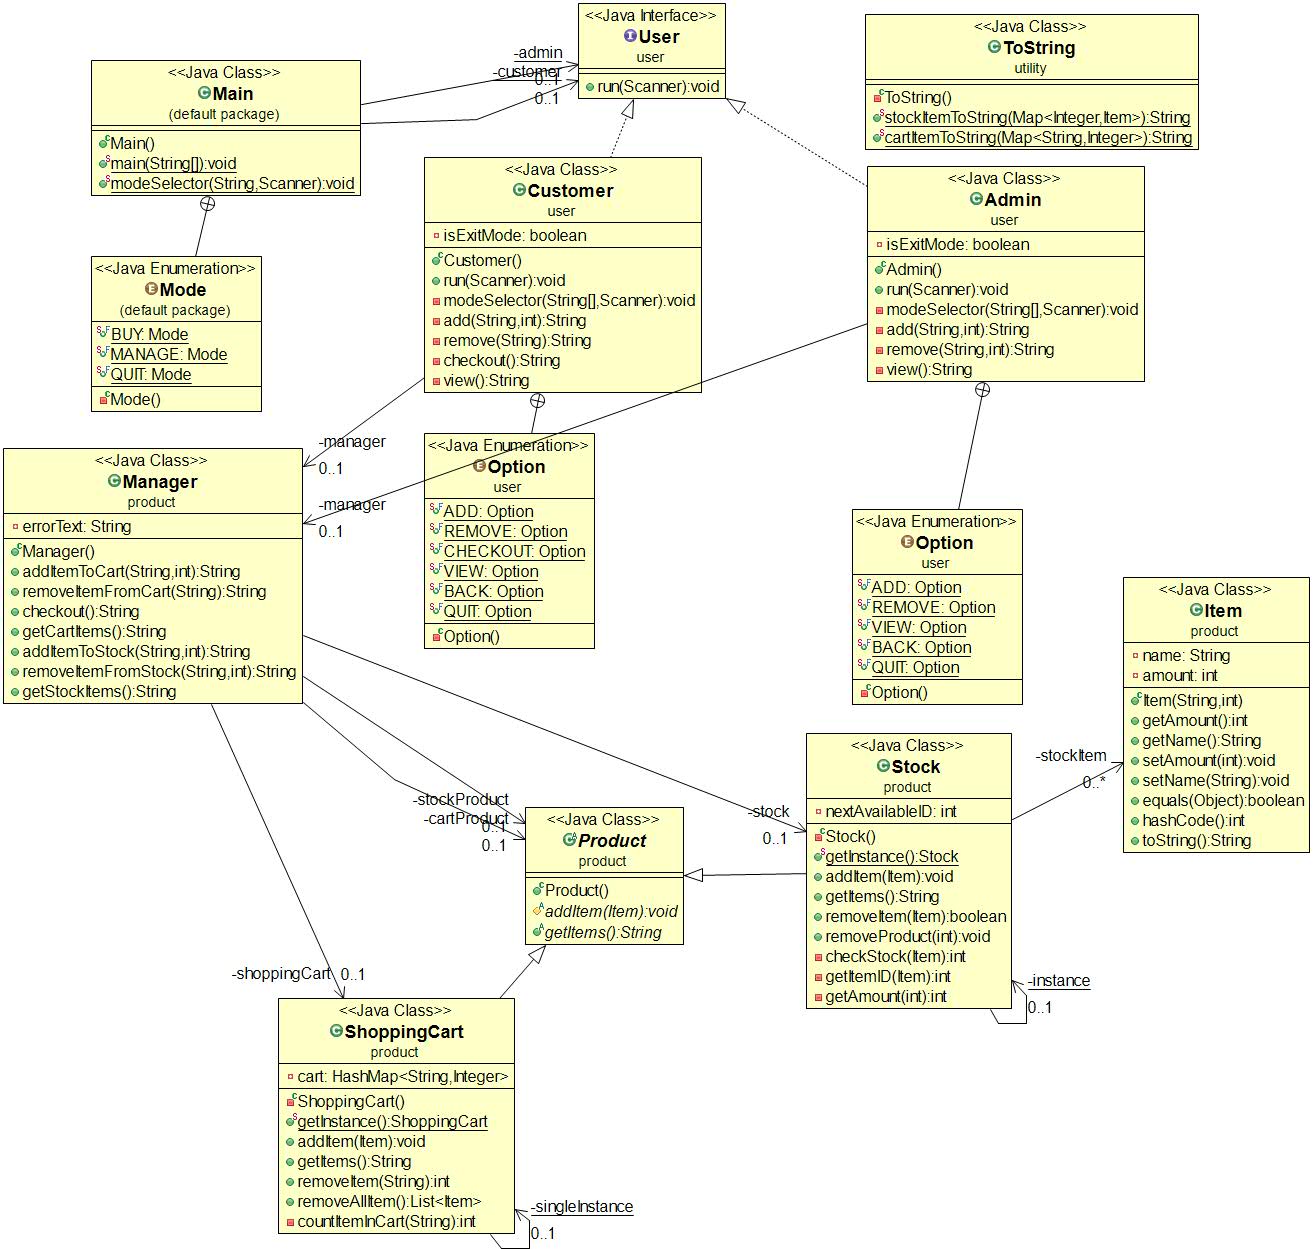 <<Java Interface>>
User
user
run(Scanner):void
<<Java Class>>
ToString
utility
ToString()
stockItemToString(Map<Integer,Item>):String
cartItemToString(Map<String,Integer>):String
-admin
0..1
-customer
0..1
<<Java Class>>
Main
(default package)
Main()
main(String[]):void
modeSelector(String,Scanner):void
<<Java Class>>
Customer
user
isExitMode: boolean
Customer()
run(Scanner):void
modeSelector(String[],Scanner):void
add(String,int):String
remove(String):String
checkout():String
view():String
<<Java Class>>
Admin
user
isExitMode: boolean
Admin()
run(Scanner):void
modeSelector(String[],Scanner):void
add(String,int):String
remove(String,int):String
view():String
<<Java Enumeration>>
Mode
(default package)
BUY: Mode
MANAGE: Mode
QUIT: Mode
Mode()
-manager
0..1
-manager
0..1
<<Java Enumeration>>
Option
user
ADD: Option
REMOVE: Option
CHECKOUT: Option
VIEW: Option
BACK: Option
QUIT: Option
Option()
<<Java Class>>
Manager
product
errorText: String
Manager()
addItemToCart(String,int):String
removeItemFromCart(String):String
checkout():String
getCartItems():String
addItemToStock(String,int):String
removeItemFromStock(String,int):String
getStockItems():String
<<Java Enumeration>>
Option
user
ADD: Option
REMOVE: Option
VIEW: Option
BACK: Option
QUIT: Option
Option()
<<Java Class>>
Item
product
name: String
amount: int
Item(String,int)
getAmount():int
getName():String
setAmount(int):void
setName(String):void
equals(Object):boolean
hashCode():int
toString():String
-stockItem
0..*
<<Java Class>>
Stock
product
nextAvailableID: int
Stock()
getInstance():Stock
addItem(Item):void
getItems():String
removeItem(Item):boolean
removeProduct(int):void
checkStock(Item):int
getItemID(Item):int
getAmount(int):int
-stock
0..1
-instance
0..1
-stockProduct
0..1
-cartProduct
0..1
<<Java Class>>
Product
product
Product()
addItem(Item):void
getItems():String
-shoppingCart
0..1
<<Java Class>>
ShoppingCart
product
cart: HashMap<String,Integer>
ShoppingCart()
getInstance():ShoppingCart
addItem(Item):void
getItems():String
removeItem(String):int
removeAllItem():List<Item>
countItemInCart(String):int
-singleInstance
0..1